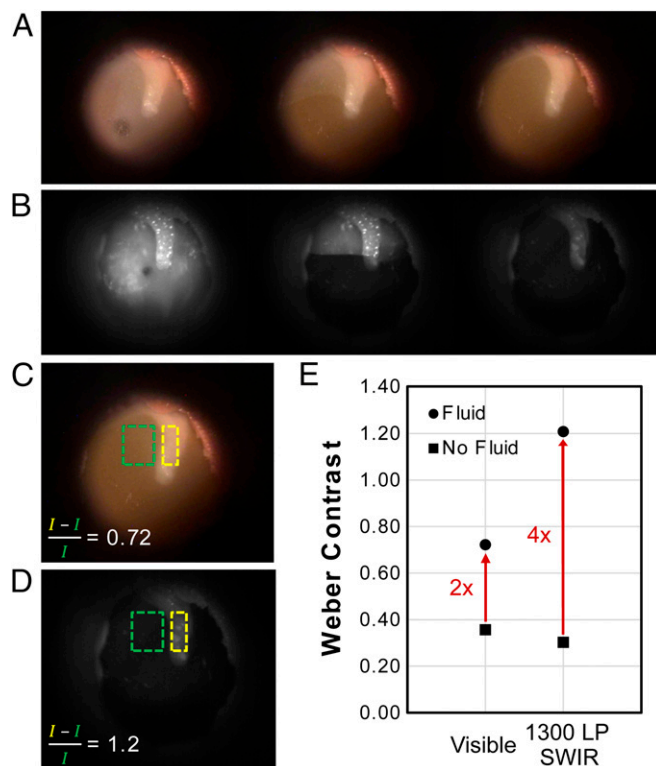 A
B
C
I − I
I
= 0.72
D
I − I
I
= 1.2
E
Weber Contrast
1.40
1.20
1.00
0.80
0.60
0.40
0.20
0.00
Fluid
No Fluid
2x
4x
Visible
1300 LP
SWIR